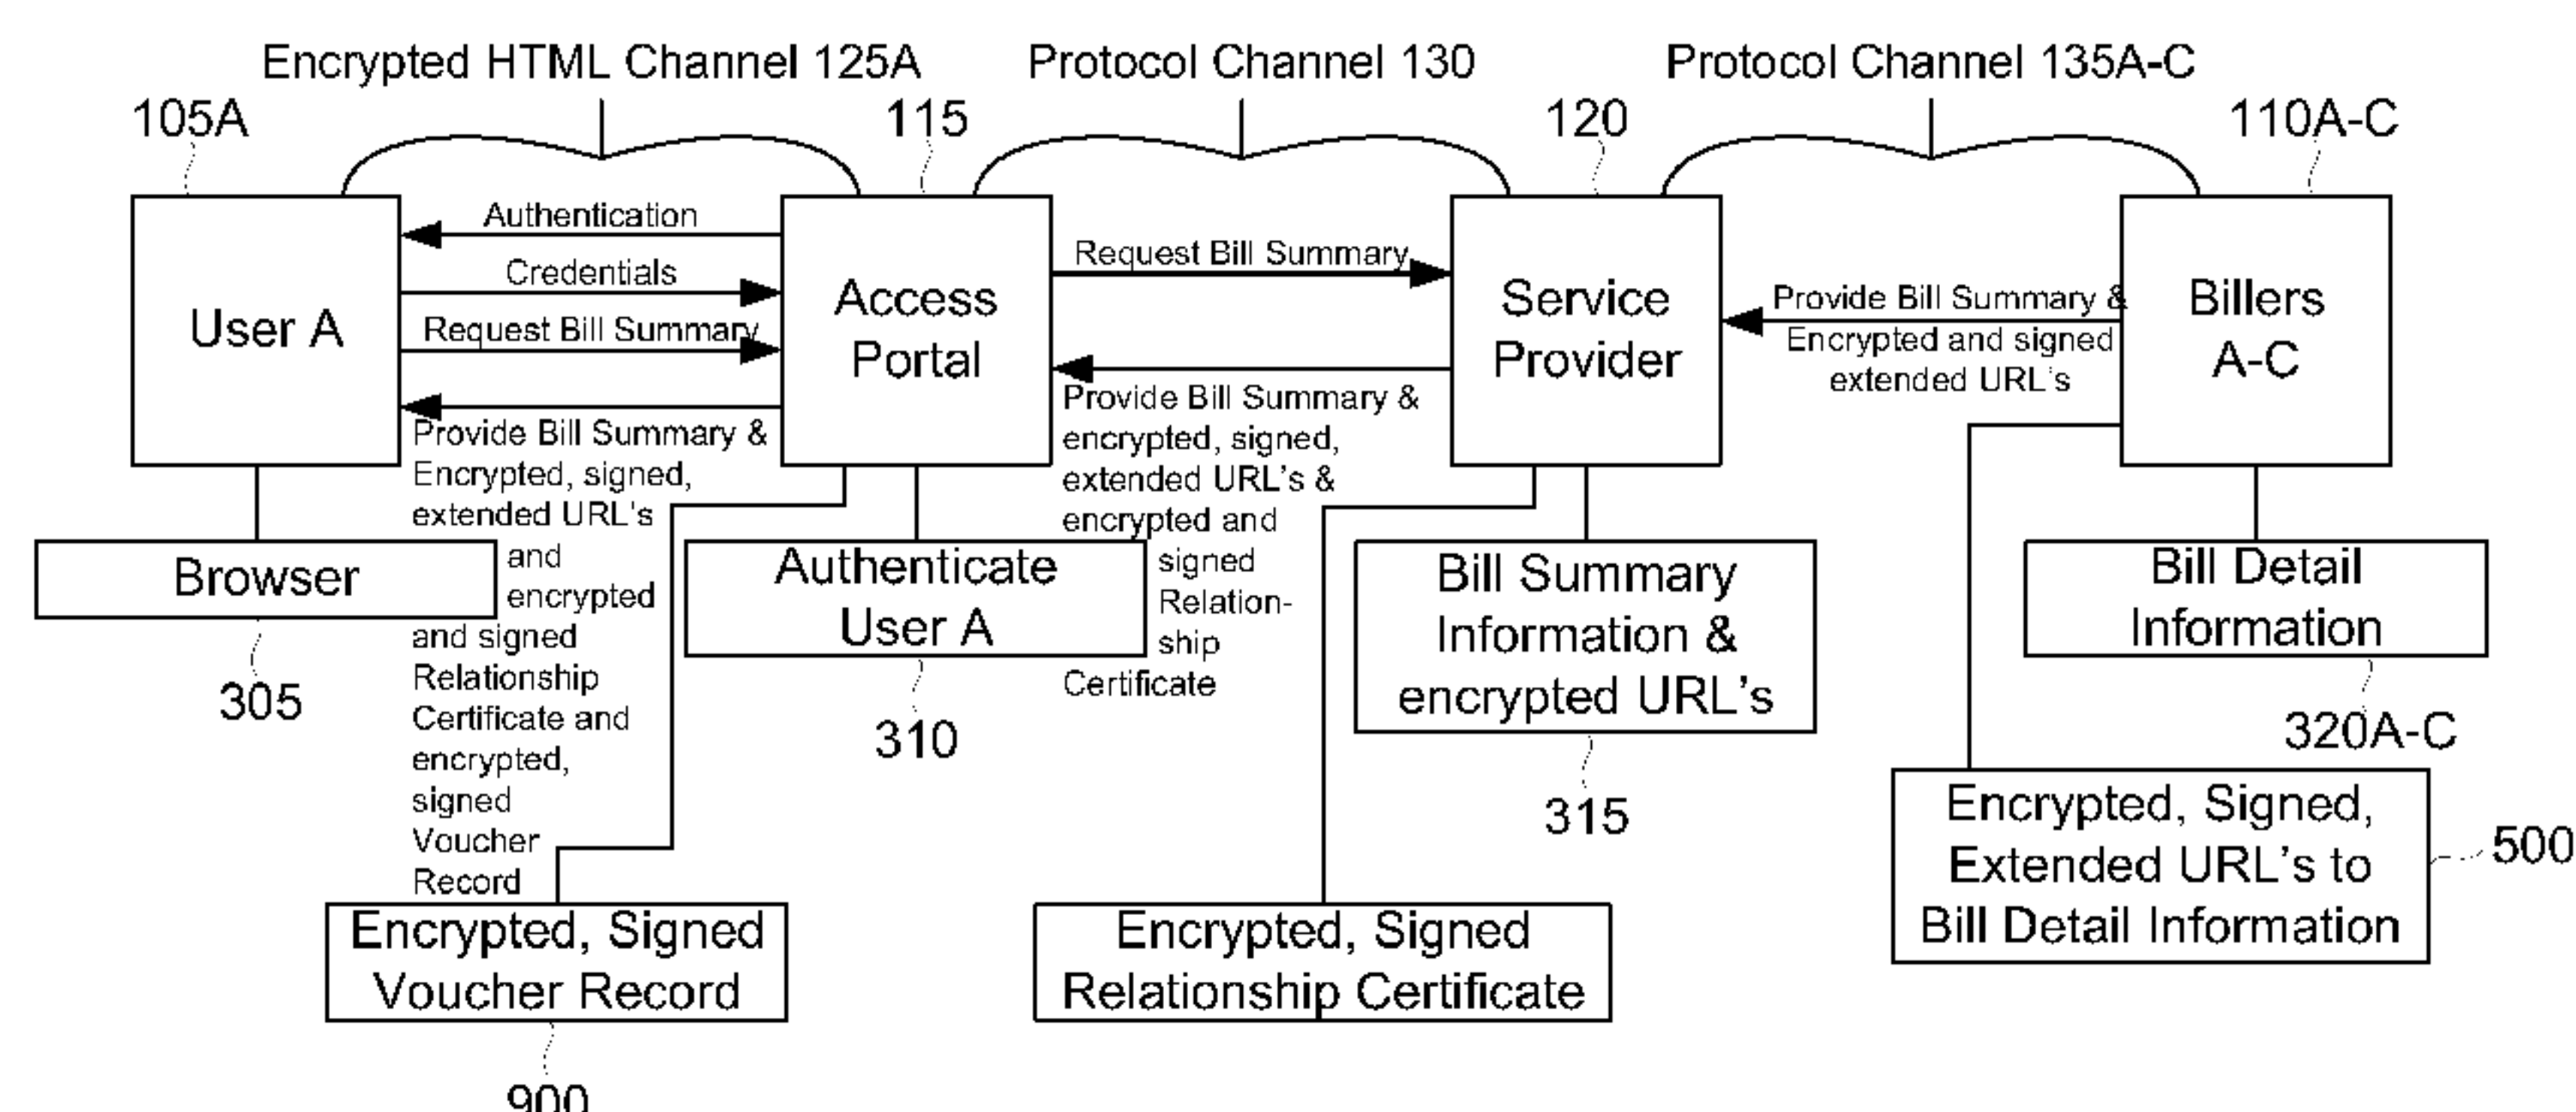 Encrypted HTML Channel 125A
Protocol Channel 130
Protocol Channel 135A-C
105A
115
120
110A-C
User A
Authentication
Credentials
Request Bill Summary
Provide Bill Summary &
Encrypted, signed,
extended URL's
and
encrypted
and signed
Relationship
Certificate and
encrypted,
signed
Voucher
Record
Access
Portal
Request Bill Summary
Provide Bill Summary &
encrypted, signed,
extended URL's &
encrypted and
signed
Relation-
ship
Certificate
Service
Provider
Provide Bill Summary &
Encrypted and signed
extended URL's
Billers
A-C
Browser
305
Authenticate
User A
310
Bill Summary
Information &
encrypted URL's
315
Bill Detail
Information
320A-C
Encrypted, Signed,
Extended URL's to
Bill Detail Information
500
Encrypted, Signed
Voucher Record
900
Encrypted, Signed
Relationship Certificate